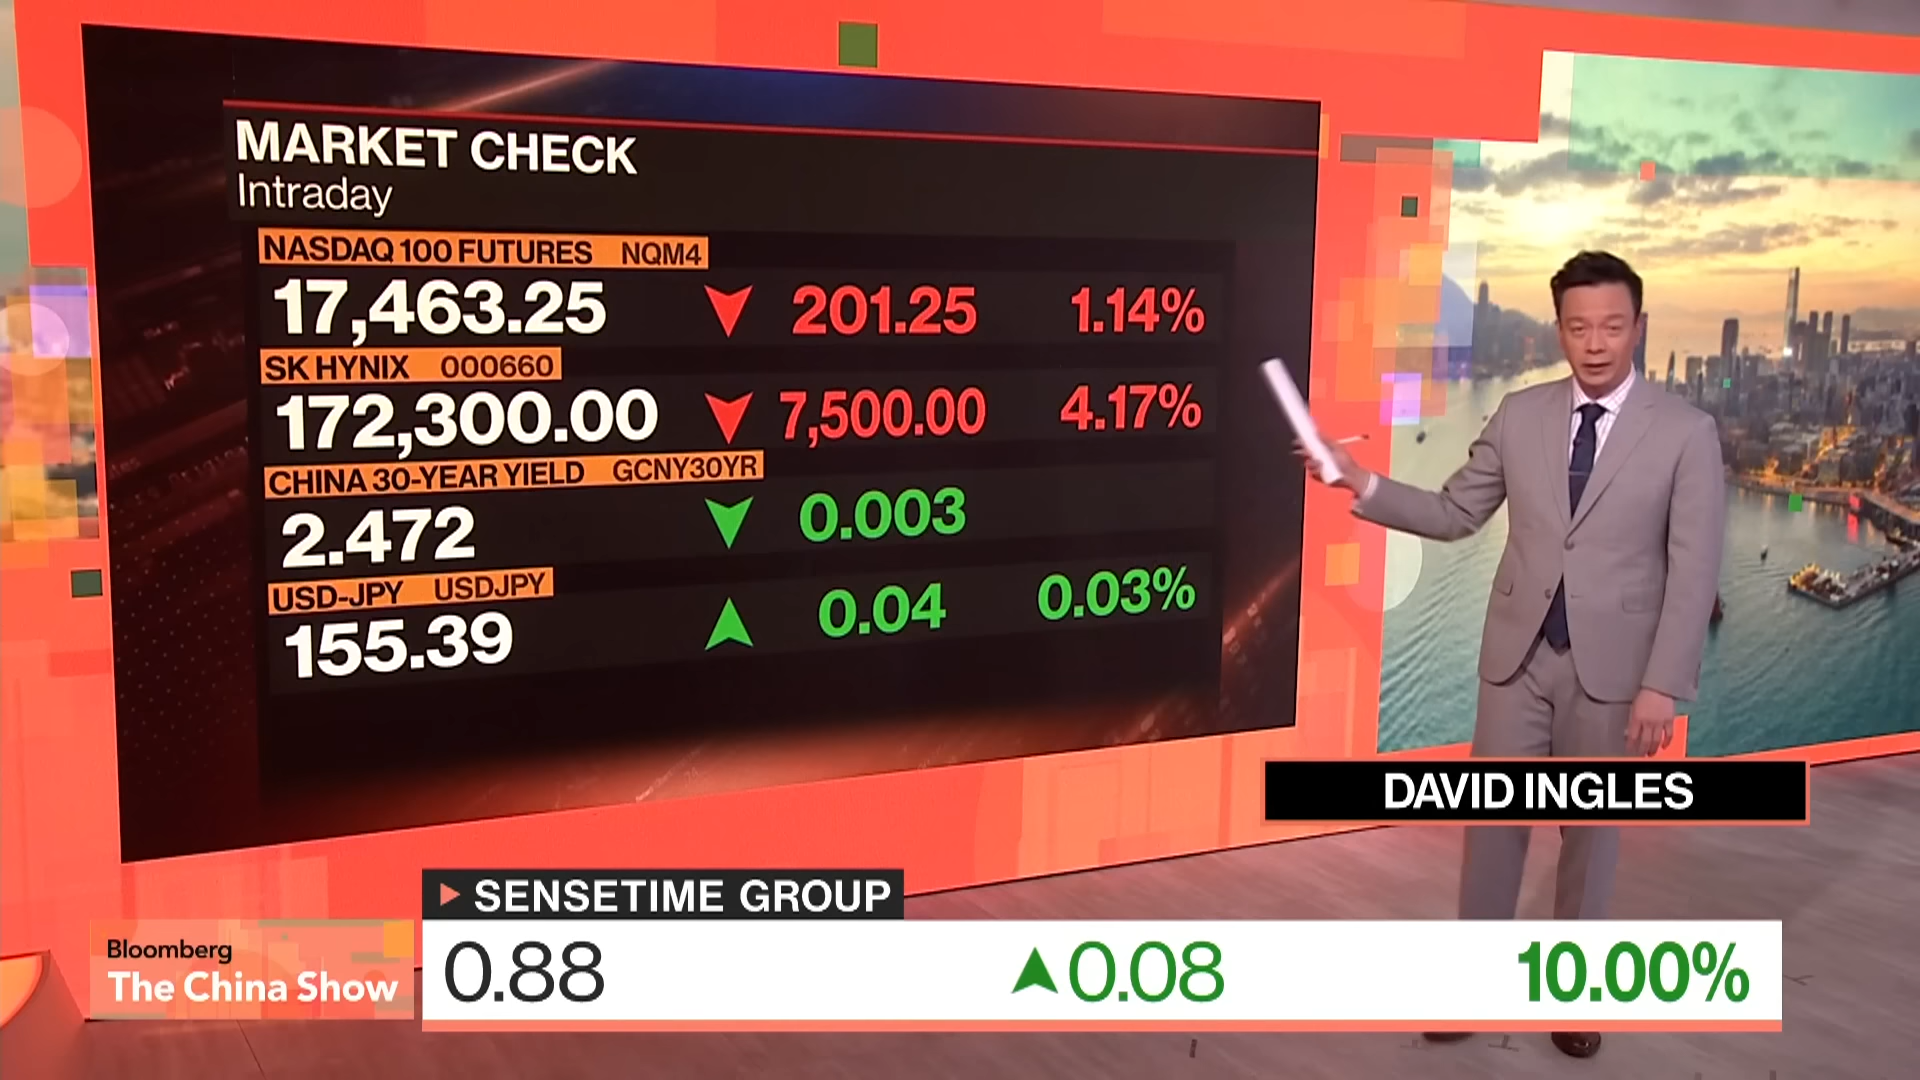 MARKET CHECK
Intraday
NASDAQ 100 FUTURES NQM4
17,463.25 ▼ 201.25 1.14%
SK HYNIX 000660
172,300.00 ▼ 7,500.00 4.17%
CHINA 30-YEAR YIELD GCNY30YR
2.472 ▼ 0.003
USD-JPY USDJPY
155.39 ▲ 0.04 0.03%
DAVID INGLES
SENSETIME GROUP
0.88 ▲0.08 10.00%
Bloomberg
The China Show